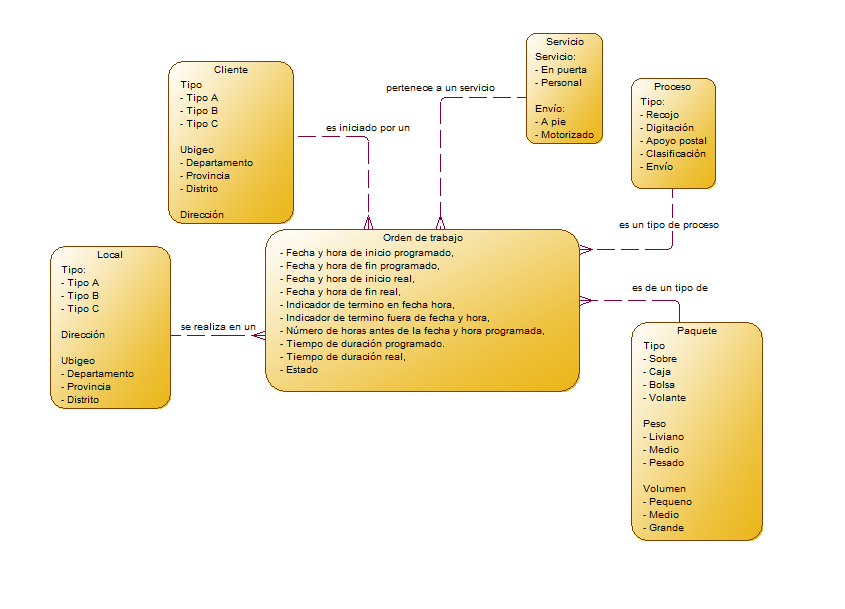 Servicio
Servicio:
- En puerta
- Personal
Envío:
- A pie
- Motorizado
Cliente
Tipo
- Tipo A
- Tipo B
- Tipo C
Ubigeo
- Departamento
- Provincia
- Distrito
Dirección
pertenece a un servicio
Proceso
Tipo:
- Recojo
- Digitación
- Apoyo postal
- Clasificación
- Envío
es iniciado por un
es un tipo de proceso
Orden de trabajo
- Fecha y hora de inicio programado,
- Fecha y hora de fin programado,
- Fecha y hora de inicio real,
- Fecha y hora de fin real,
- Indicador de termino en fecha hora,
- Indicador de termino fuera de fecha y hora,
- Número de horas antes de la fecha y hora programada,
- Tiempo de duración programado.
- Tiempo de duración real,
- Estado
Local
Tipo:
- Tipo A
- Tipo B
- Tipo C
Dirección
Ubigeo
- Departamento
- Provincia
- Distrito
se realiza en un
es de un tipo de
Paquete
Tipo
- Sobre
- Caja
- Bolsa
- Volante
Peso
- Liviano
- Medio
- Pesado
Volumen
- Pequeno
- Medio
- Grande